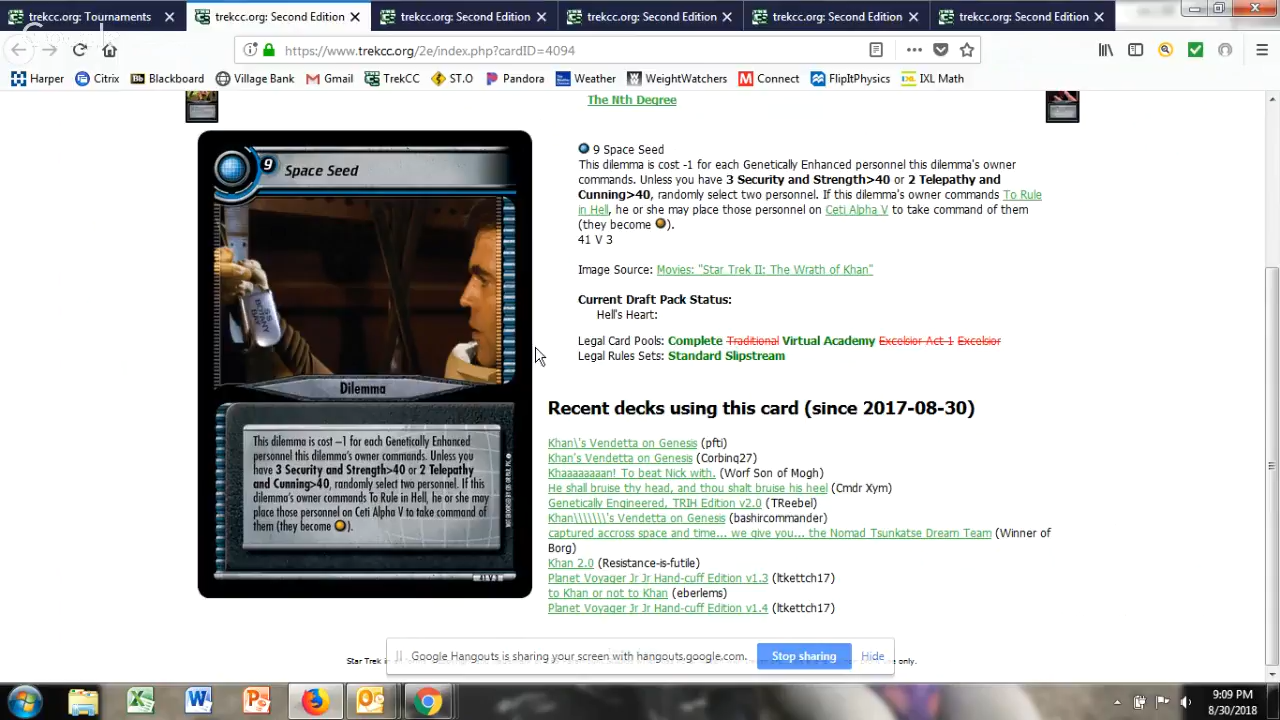 trekcc.org: Tournaments
trekcc.org: Second Edition
trekcc.org: Second Edition
trekcc.org: Second Edition
trekcc.org: Second Edition
trekcc.org: Second Edition
https://www.trekcc.org/2e/index.php?cardID=4094
Harper
Citrix
Blackboard
Village Bank
Gmail
TrekCC
ST.O
Pandora
Weather
WeightWatchers
Connect
FlipItPhysics
IXL Math
The Nth Degree
9 Space Seed
9 Space Seed
This dilemma is cost -1 for each Genetically Enhanced personnel this dilemma's owner
commands. Unless you have 3 Security and Strength>40 or 2 Telepathy and
Cunning>40, randomly select two personnel. If this dilemma's owner commands To Rule
in Hell, he or she may place those personnel on Ceti Alpha V to take command of them
(they become ).
41 V 3
Image Source: Movies: "Star Trek II: The Wrath of Khan"
Current Draft Pack Status:
Hell's Heart:
Legal Card Pools: Complete Traditional Virtual Academy Excelsior Act 1 Excelsior
Legal Rules Sets: Standard Slipstream
Dilemma
This dilemma is cost –1 for each Genetically Enhanced
personnel this dilemma's owner commands. Unless you
have 3 Security and Strength>40 or 2 Telepathy
and Cunning>40, randomly select two personnel. If this
dilemma's owner commands To Rule in Hell, he or she may
place those personnel on Ceti Alpha V to take command of
them (they become ).
41 V 3
Recent decks using this card (since 2017-08-30)
Khan\'s Vendetta on Genesis (pfti)
Khan's Vendetta on Genesis (Corbinq27)
Khaaaaaaaan! To beat Nick with. (Worf Son of Mogh)
He shall bruise thy head, and thou shalt bruise his heel (Cmdr Xym)
Genetically Engineered, TRIH Edition v2.0 (TReebel)
Khan\\\\\\\'s Vendetta on Genesis (bashircommander)
captured accross space and time... we give you... the Nomad Tsunkatse Dream Team (Winner of
Borg)
Khan 2.0 (Resistance-is-futile)
Planet Voyager Jr Jr Hand-cuff Edition v1.3 (ltkettch17)
to Khan or not to Khan (eberlems)
Planet Voyager Jr Jr Hand-cuff Edition v1.4 (ltkettch17)
Google Hangouts is sharing your screen with hangouts.google.com.
Stop sharing
Hide
Star Trek
only.
9:09 PM
8/30/2018